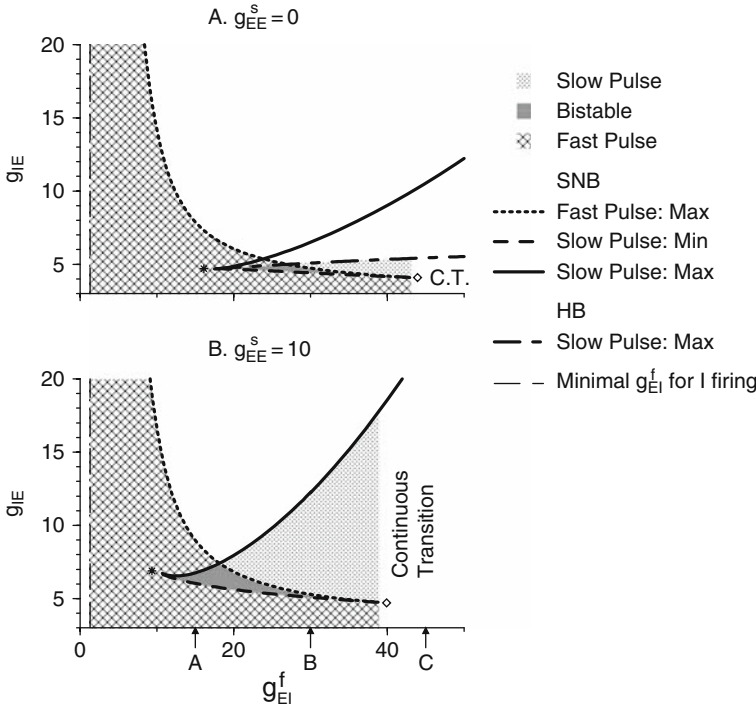 A. g^s_EE = 0
20
15
10
5
g_IE
C.T.
Slow Pulse
Bistable
Fast Pulse
SNB
Fast Pulse: Max
Slow Pulse: Min
Slow Pulse: Max
HB
Slow Pulse: Max
Minimal g^f_EI for I firing
B. g^s_EE = 10
20
15
10
5
g_IE
Continuous
Transition
0
20
40
A
B
C
g^f_EI